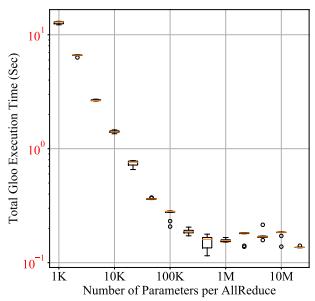 Total Gloo Execution Time (Sec)
10¹
10⁰
10⁻¹
1K 10K 100K 1M 10M
Number of Parameters per AllReduce